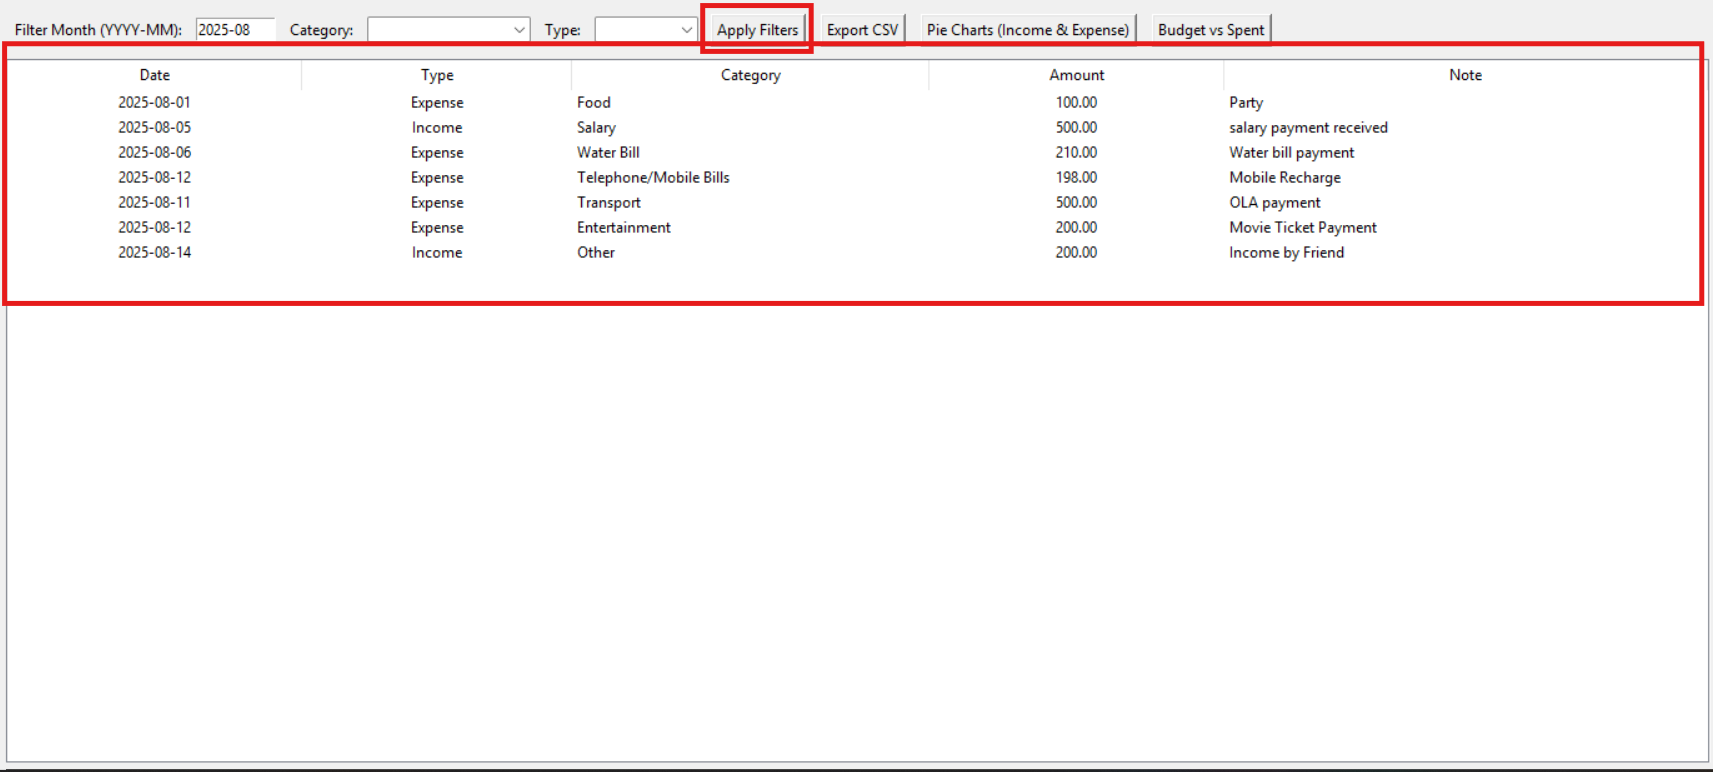 Filter Month (YYYY-MM): 2025-08 Category: Type: Apply Filters Export CSV Pie Charts (Income & Expense) Budget vs Spent
Date Type Category Amount Note
2025-08-01 Expense Food 100.00 Party
2025-08-05 Income Salary 500.00 salary payment received
2025-08-06 Expense Water Bill 210.00 Water bill payment
2025-08-12 Expense Telephone/Mobile Bills 198.00 Mobile Recharge
2025-08-11 Expense Transport 500.00 OLA payment
2025-08-12 Expense Entertainment 200.00 Movie Ticket Payment
2025-08-14 Income Other 200.00 Income by Friend